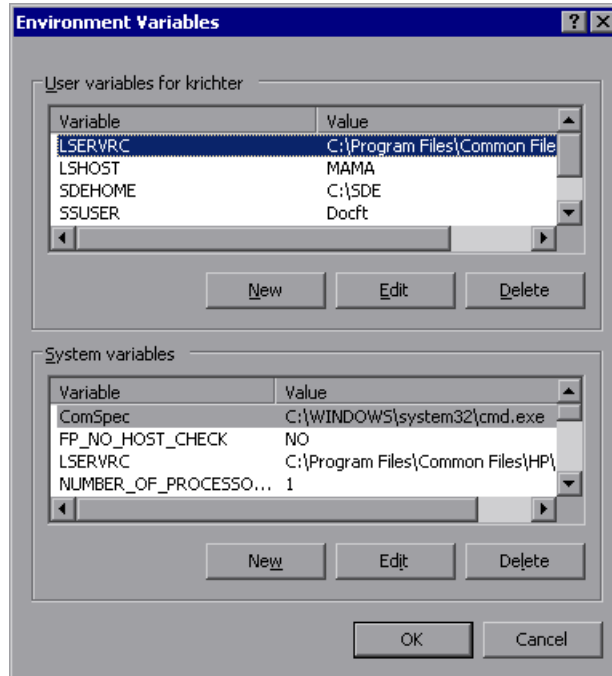 Environment Variables
User variables for krichter
Variable Value
LSERVRC C:\Program Files\Common File
LSHOST MAMA
SDEHOME C:\SDE
SSUSER Docft
New Edit Delete
System variables
Variable Value
ComSpec C:\WINDOWS\system32\cmd.exe
FP_NO_HOST_CHECK NO
LSERVRC C:\Program Files\Common Files\HP\
NUMBER_OF_PROCESSO... 1
New Edit Delete
OK Cancel